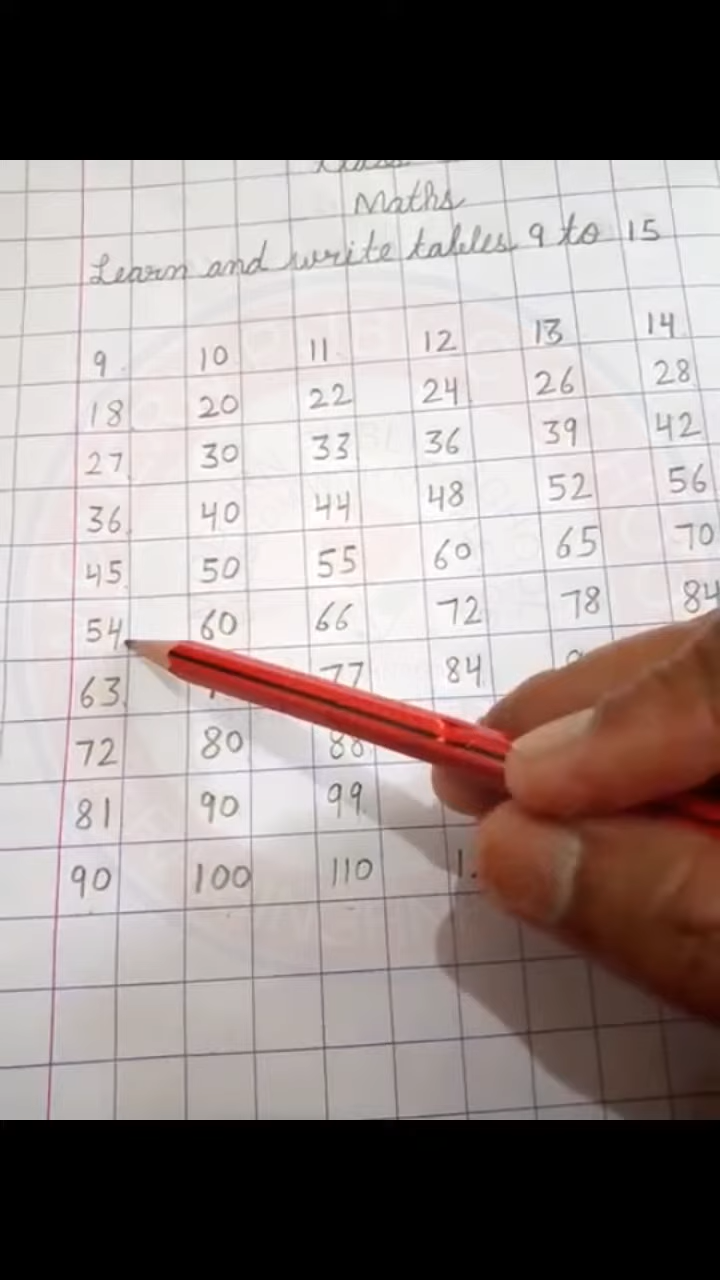 Maths
Learn and write tables 9 to 15
9 10 11 12 13 14
18 20 22 24 26 28
27 30 33 36 39 42
36 40 44 48 52 56
45 50 55 60 65 70
54 60 66 72 78 84
63 77 84
72 80 88
81 90 99
90 100 110